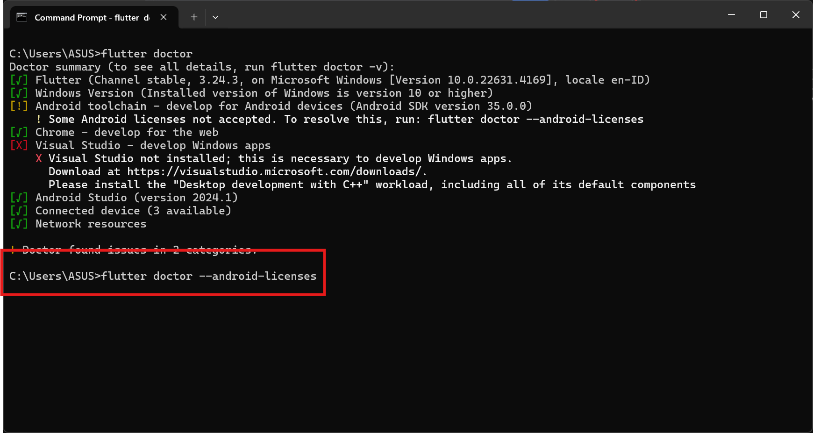 Command Prompt - flutter d
C:\Users\ASUS>flutter doctor
Doctor summary (to see all details, run flutter doctor -v):
[√] Flutter (Channel stable, 3.24.3, on Microsoft Windows [Version 10.0.22631.4169], locale en-ID)
[√] Windows Version (Installed version of Windows is version 10 or higher)
[!] Android toolchain - develop for Android devices (Android SDK version 35.0.0)
! Some Android licenses not accepted. To resolve this, run: flutter doctor --android-licenses
[√] Chrome - develop for the web
[X] Visual Studio - develop Windows apps
X Visual Studio not installed; this is necessary to develop Windows apps.
Download at https://visualstudio.microsoft.com/downloads/.
Please install the "Desktop development with C++" workload, including all of its default components
[√] Android Studio (version 2024.1)
[√] Connected device (3 available)
[√] Network resources
! Doctor found issues in 2 categories.
C:\Users\ASUS>flutter doctor --android-licenses